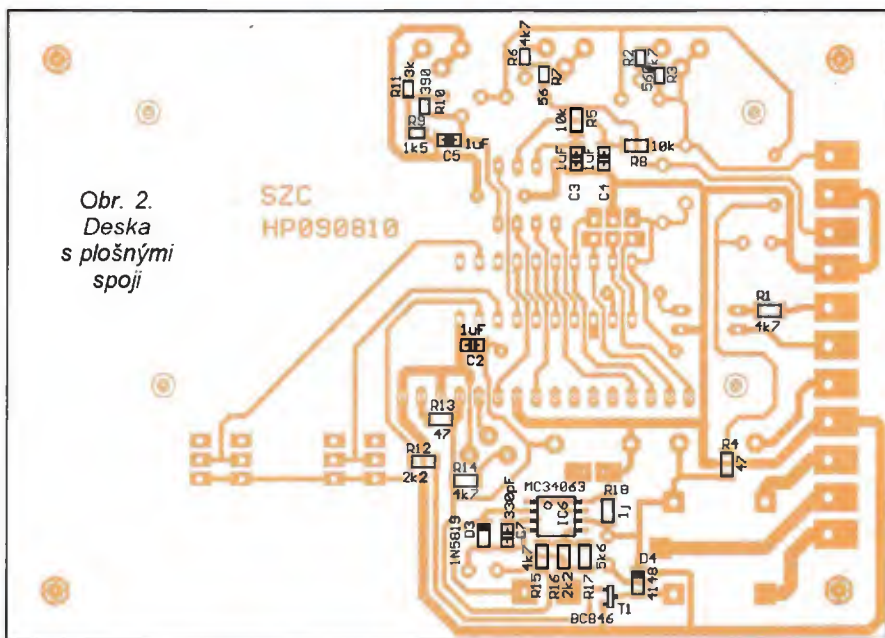 R11
3k
390
R10
R9
1k5
C5
1uF
R6
4k7
R7
56
R2
R3
10k
R5
10k
R8
1uF
1uF
C3
C4
Obr. 2.
Deska
s plošnými
spoji
SZC
HP090810
R1
4k7
1uF
C2
R13
47
R12
2k2
R14
4k7
R4
47
MC34063
IC6
R18
1j
330pF
D3
1N5819
4k7
R15
R16
2k2
R17
5k6
D4
4148
T1
BC846